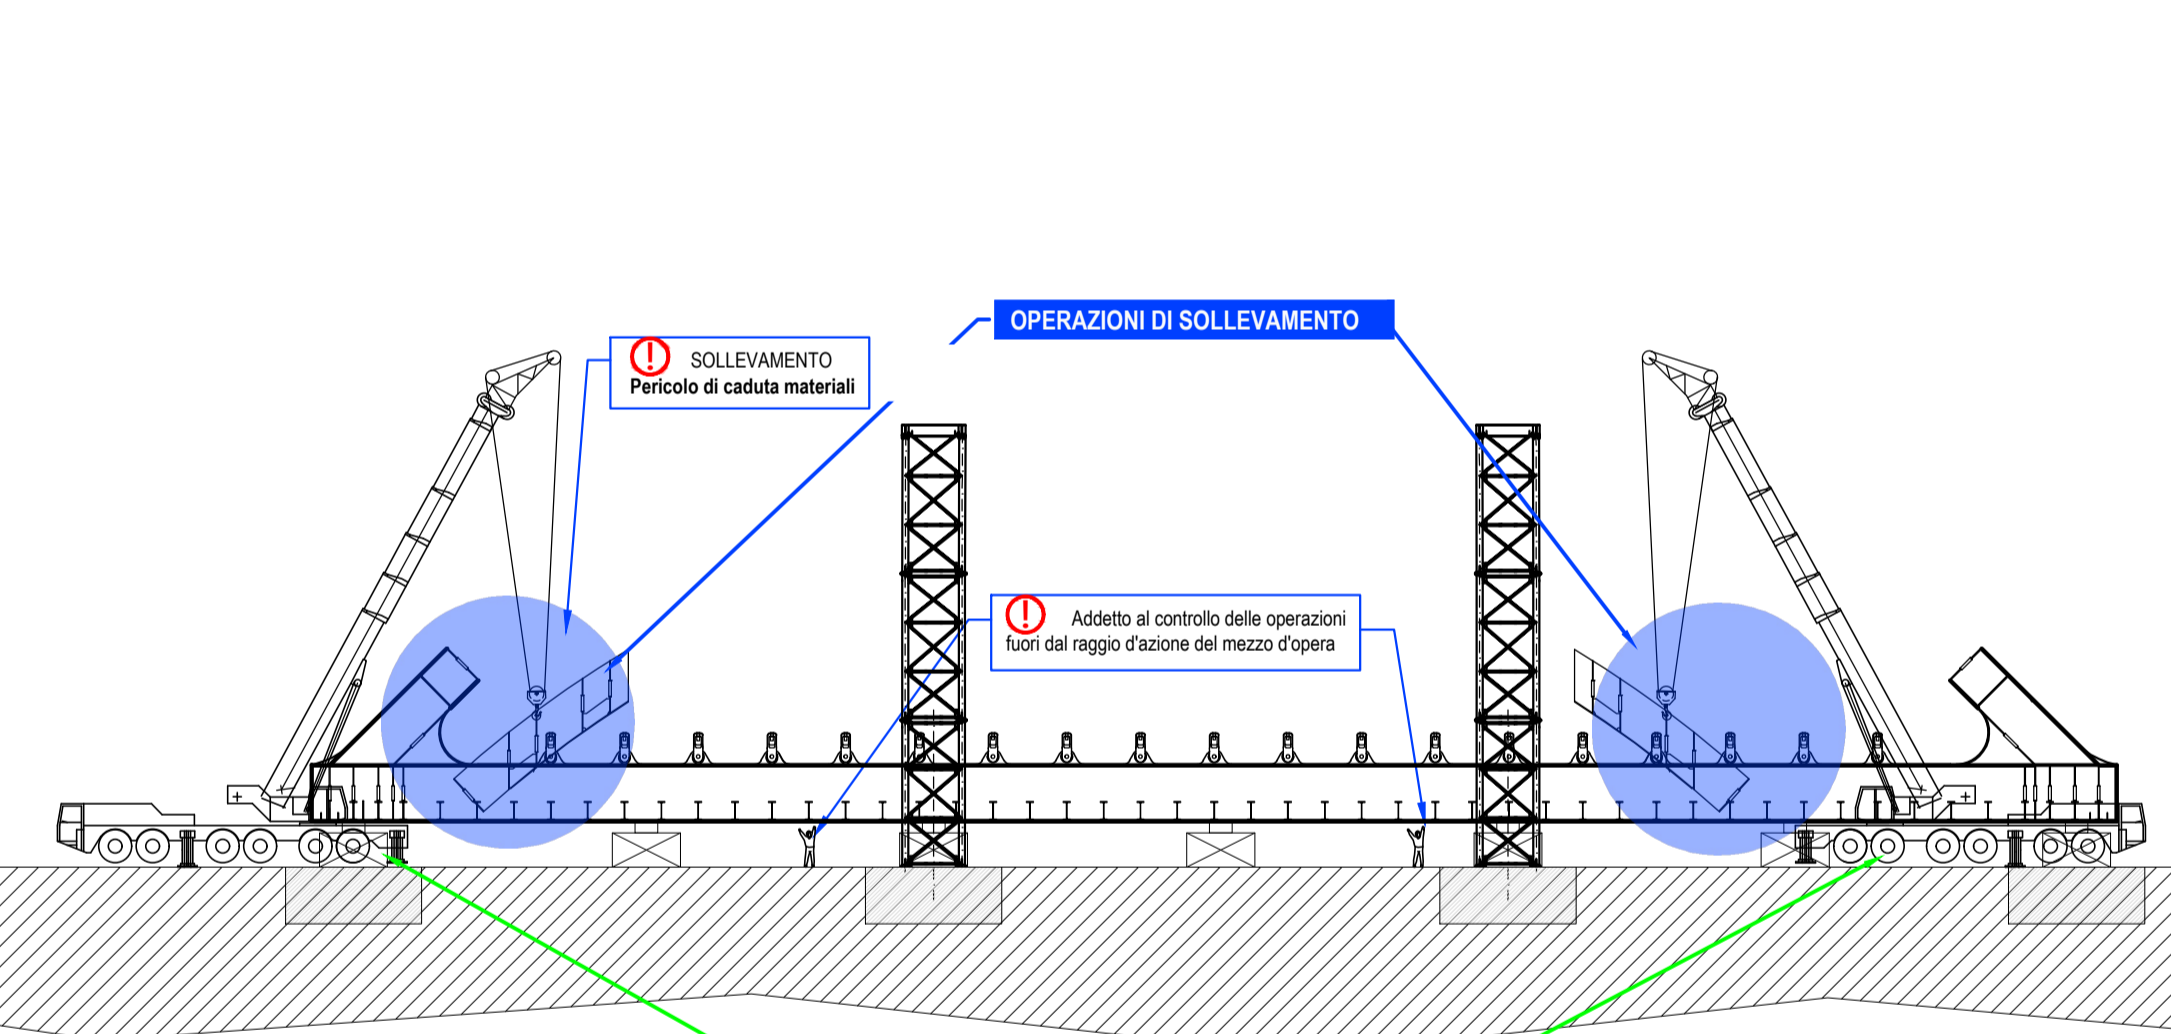 OPERAZIONI DI SOLLEVAMENTO
! SOLLEVAMENTO
Pericolo di caduta materiali
! Addetto al controllo delle operazioni
fuori dal raggio d'azione del mezzo d'opera